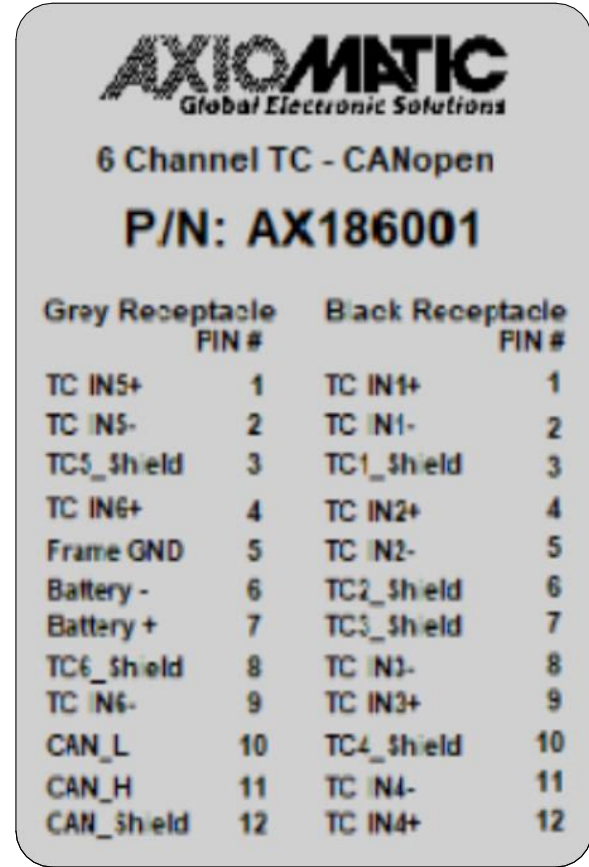 AXIOMATIC
Global Electronic Solutions
6 Channel TC - CANopen
P/N: AX186001
Grey Receptacle Black Receptacle
PIN # PIN #
TC IN5+ 1 TC IN1+ 1
TC IN5- 2 TC IN1- 2
TC5_Shield 3 TC1_Shield 3
TC IN6+ 4 TC IN2+ 4
Frame GND 5 TC IN2- 5
Battery - 6 TC2_Shield 6
Battery + 7 TC3_Shield 7
TC6_Shield 8 TC IN3- 8
TC IN6- 9 TC IN3+ 9
CAN_L 10 TC4_Shield 10
CAN_H 11 TC IN4- 11
CAN_Shield 12 TC IN4+ 12